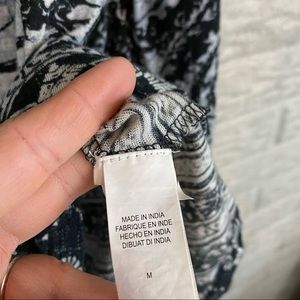 MADE IN INDIA
FABRIQUE EN INDE
HECHO EN INDIA
DIBUAT DI INDIA
M